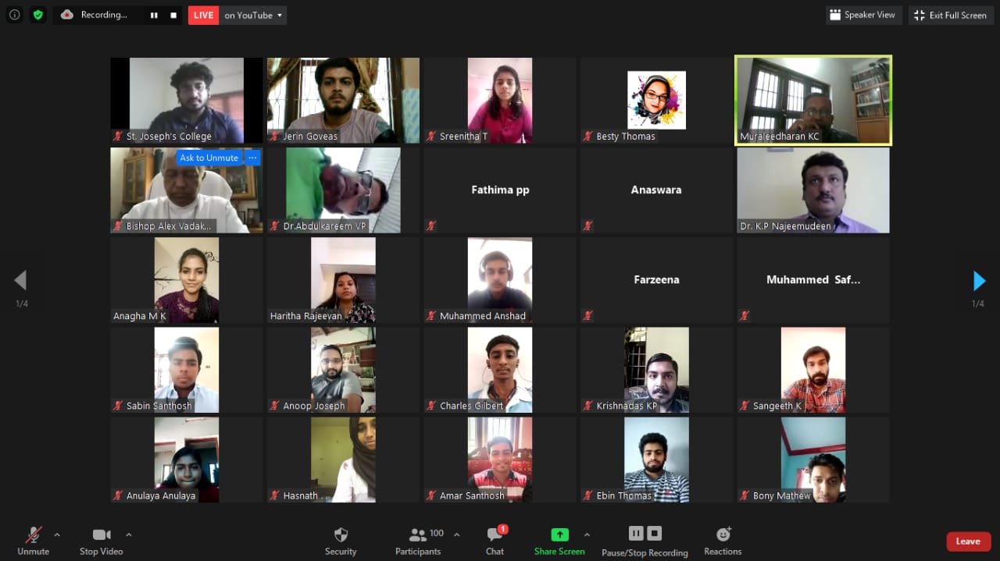 Recording...
LIVE on YouTube
Speaker View
Exit Full Screen
St. Joseph's College
Jerin Goveas
Sreenitha T
Besty Thomas
Muraleedharan KC
Ask to Unmute ...
Bishop Alex Vadak...
Dr.Abdulkareem VP
Fathima pp
Anaswara
Dr. K.P Najeemudeen
Anagha M K
Haritha Rajeevan
Muhammed Anshad
Farzeena
Muhammed Saf...
1/4
1/4
Sabin Santhosh
Anoop Joseph
Charles Gilbert
Krishnadas KP
Sangeeth K
Anulaya Anulaya
Hasnath .
Amar Santhosh
Ebin Thomas
Bony Mathew
Unmute
Stop Video
Security
Participants
100
Chat
1
Share Screen
Pause/Stop Recording
Reactions
Leave